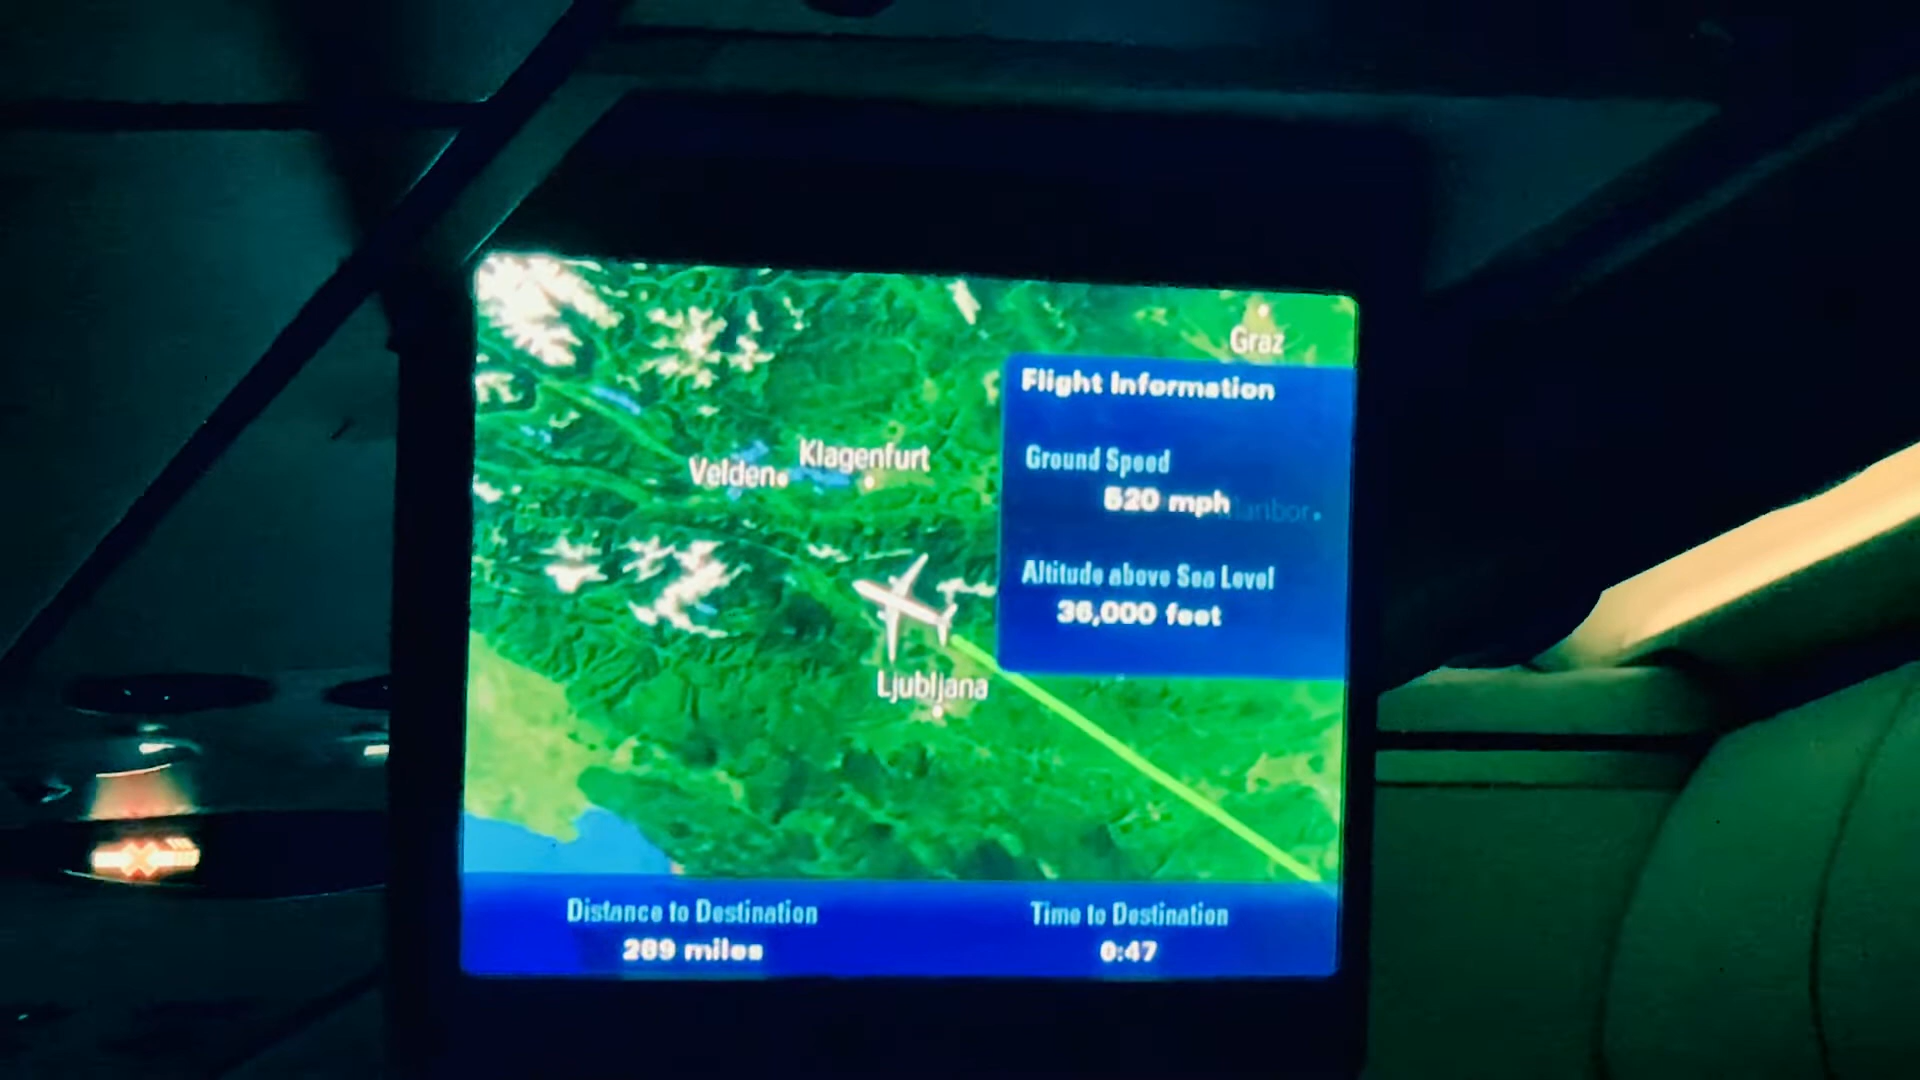 Graz
Flight Information
Klagenfurt
Velden
Ground Speed
520 mph
Maribor
Altitude above Sea Level
36,000 feet
Ljubljana
Distance to Destination
Time to Destination
289 miles
0:47